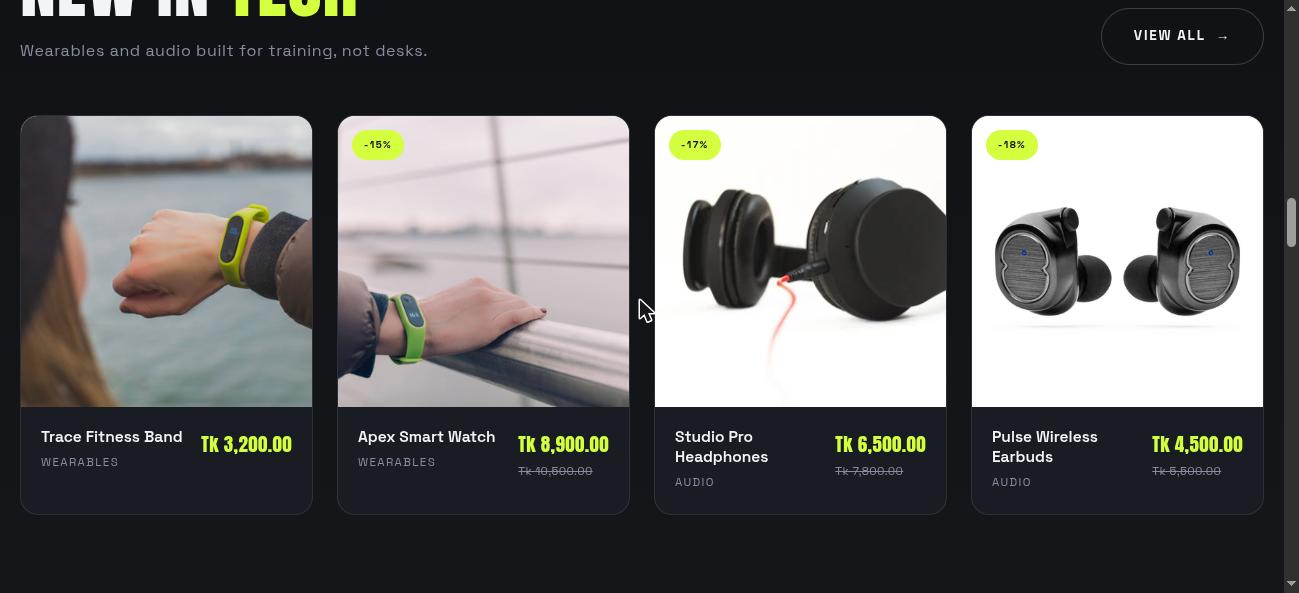 NEW IN TECH
Wearables and audio built for training, not desks.
VIEW ALL →
-15%
-17%
-18%
Trace Fitness Band
Tk 3,200.00
WEARABLES
Apex Smart Watch
Tk 8,900.00
WEARABLES
Tk 10,500.00
Studio Pro
Headphones
Tk 6,500.00
Tk 7,800.00
AUDIO
Pulse Wireless
Earbuds
Tk 4,500.00
Tk 5,500.00
AUDIO